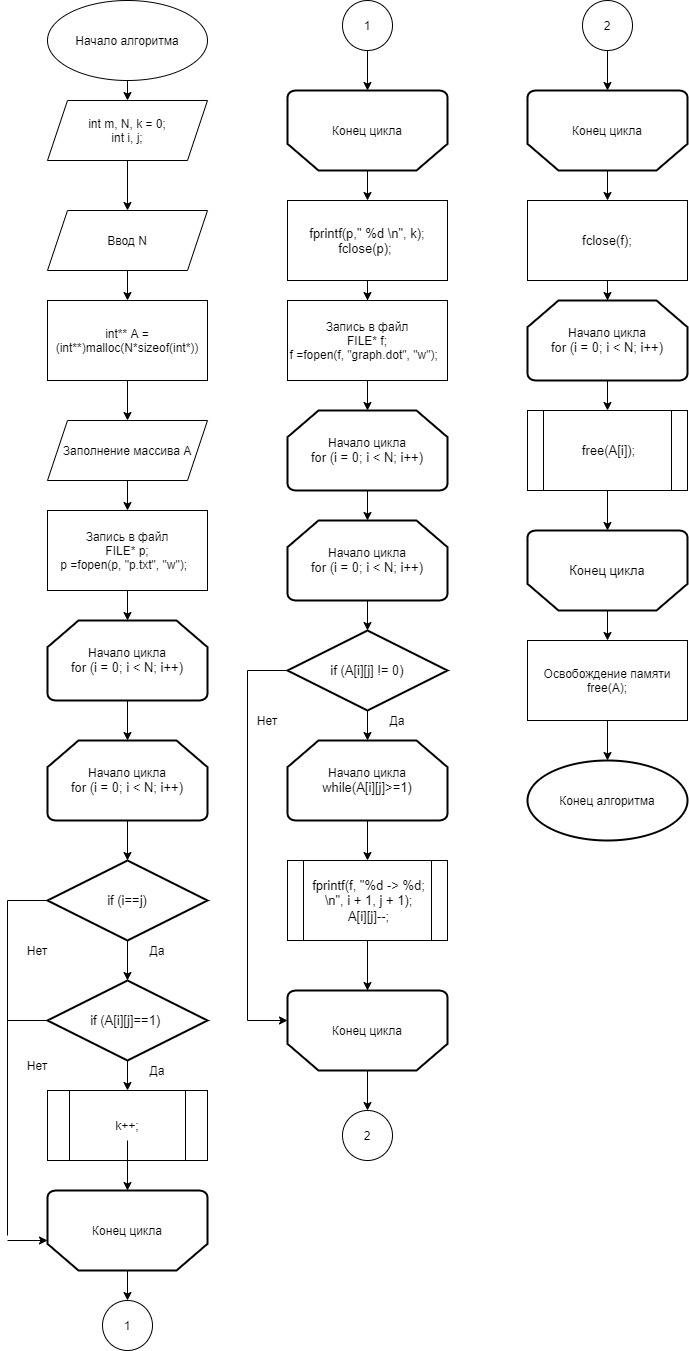 Начало алгоритма
int m, N, k = 0;
int i, j;
Ввод N
int** A =
(int**)malloc(N*sizeof(int*))
Заполнение массива A
Запись в файл
FILE* p;
p =fopen(p, "p.txt", "w");
Начало цикла
for (i = 0; i < N; i++)
Начало цикла
for (i = 0; i < N; i++)
if (i==j)
Нет
Да
if (A[i][j]==1)
Нет
Да
k++;
Конец цикла
1
1
Конец цикла
fprintf(p," %d \n", k);
fclose(p);
Запись в файл
FILE* f;
f =fopen(f, "graph.dot", "w");
Начало цикла
for (i = 0; i < N; i++)
Начало цикла
for (i = 0; i < N; i++)
if (A[i][j] != 0)
Нет
Да
Начало цикла
while(A[i][j]>=1)
fprintf(f, "%d -> %d;
\n", i + 1, j + 1);
A[i][j]--;
Конец цикла
2
2
Конец цикла
fclose(f);
Начало цикла
for (i = 0; i < N; i++)
free(A[i]);
Конец цикла
Освобождение памяти
free(A);
Конец алгоритма